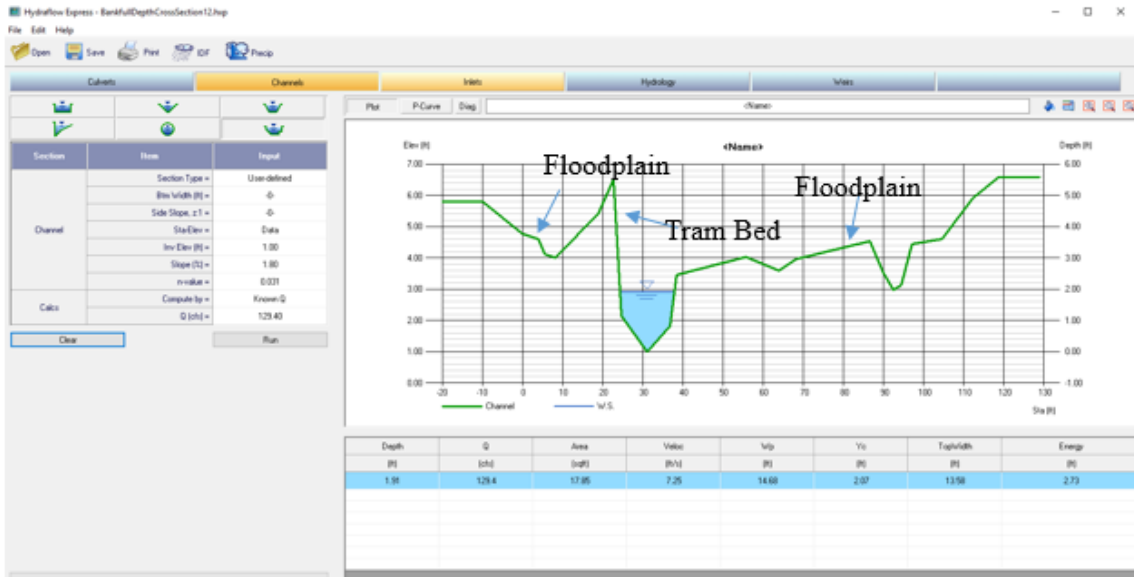 Hydraflow Express - BankfullDepthCrossSection12.hxp
File Edit Help
Open Save Print IDF Precip
Culverts Channels Inlets Hydrology Weirs
Plot P-Curve Diag <Name>
Section Item Input
Channel
Section Type = User-defined
Btm Width (ft) = -0-
Side Slope, z:1 = -0-
Sta-Elev = Data
Inv Elev (ft) = 1.00
Slope (%) = 1.80
n-value = 0.031
Calcs
Compute by = Known Q
Q (cfs) = 129.40
Clear Run
Elev (ft) <Name> Depth (ft)
7.00 6.00
Floodplain
Floodplain
6.00 5.00
Tram Bed
5.00 4.00
4.00 3.00
3.00 2.00
2.00 1.00
1.00 0.00
0.00 -1.00
-20 -10 0 10 20 30 40 50 60 70 80 90 100 110 120 130
Channel W.S. Sta (ft)
Depth Q Area Veloc Wp Yc TopWidth Energy
(ft) (cfs) (sqft) (ft/s) (ft) (ft) (ft) (ft)
1.91 129.4 17.85 7.25 14.68 2.07 13.58 2.73